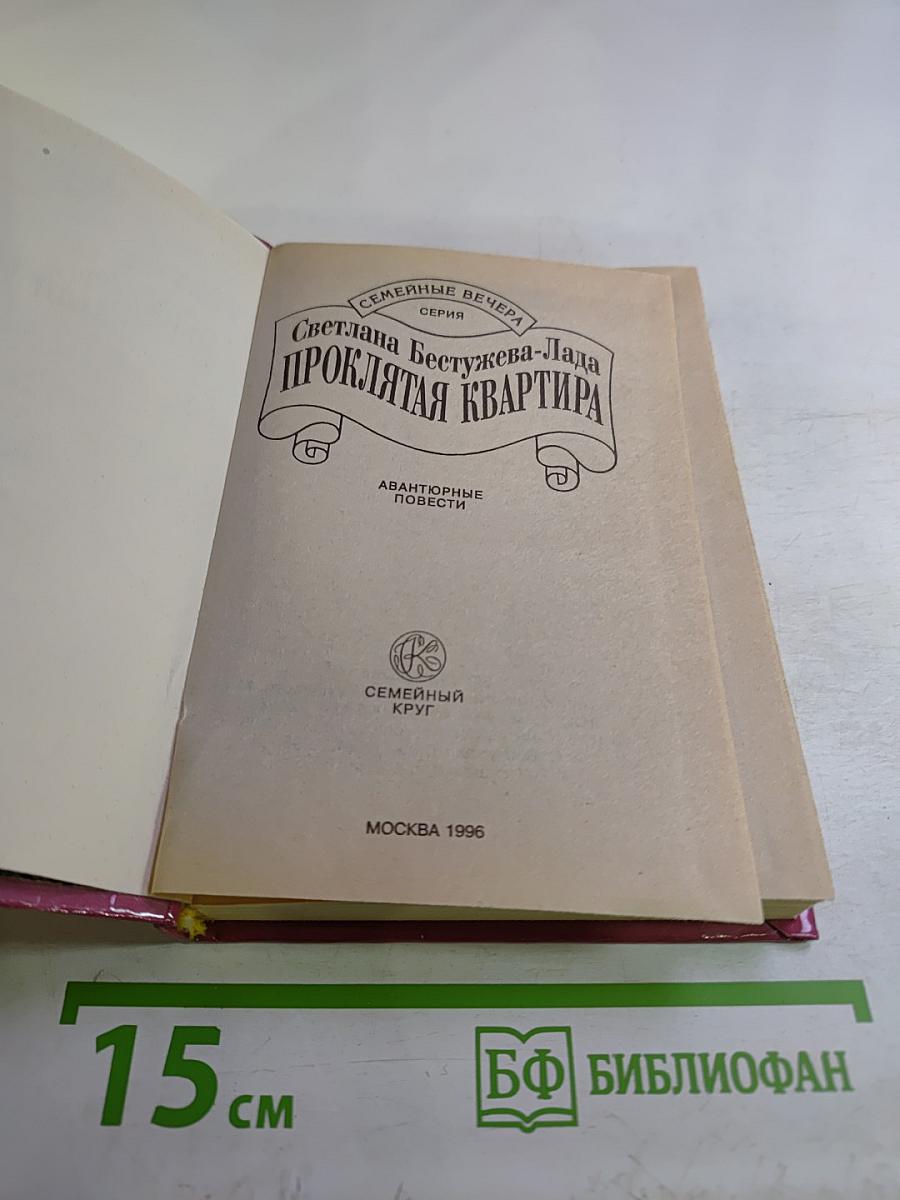 СЕМЕЙНЫЕ ВЕЧЕРА
СЕРИЯ
Светлана Бестужева-Лада
ПРОКЛЯТАЯ КВАРТИРА
АВАНТЮРНЫЕ
ПОВЕСТИ
СЕМЕЙНЫЙ
КРУГ
МОСКВА 1996
15 см
БФ БИБЛИОФАН